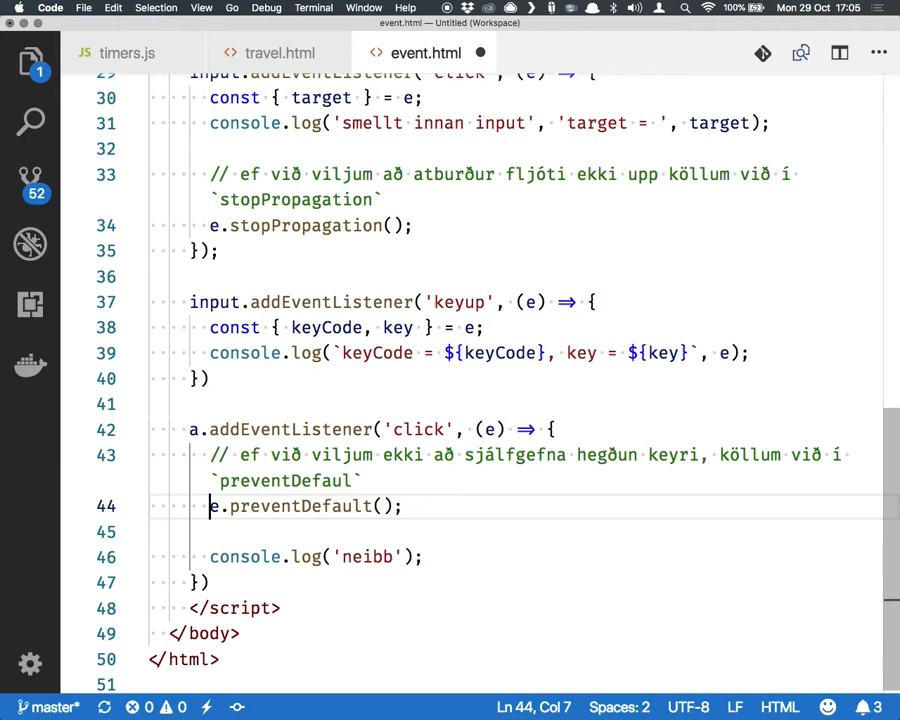 Code File Edit Selection View Go Debug Terminal Window Help 100% Mon 29 Oct 17:05
event.html — Untitled (Workspace)
JS timers.js <> travel.html <> event.html
29 input.addEventListener('click', (e) => {
30 const { target } = e;
31 console.log('smellt innan input', 'target = ', target);
32
33 // ef við viljum að atburður fljóti ekki upp köllum við í
`stopPropagation`
34 e.stopPropagation();
35 });
36
37 input.addEventListener('keyup', (e) => {
38 const { keyCode, key } = e;
39 console.log(`keyCode = ${keyCode}, key = ${key}`, e);
40 })
41
42 a.addEventListener('click', (e) => {
43 // ef við viljum ekki að sjálfgefna hegðun keyri, köllum við í
`preventDefaul`
44 e.preventDefault();
45
46 console.log('neibb');
47 })
48 </script>
49 </body>
50 </html>
51
1
52
master* 0 0 Ln 44, Col 7 Spaces: 2 UTF-8 LF HTML 3